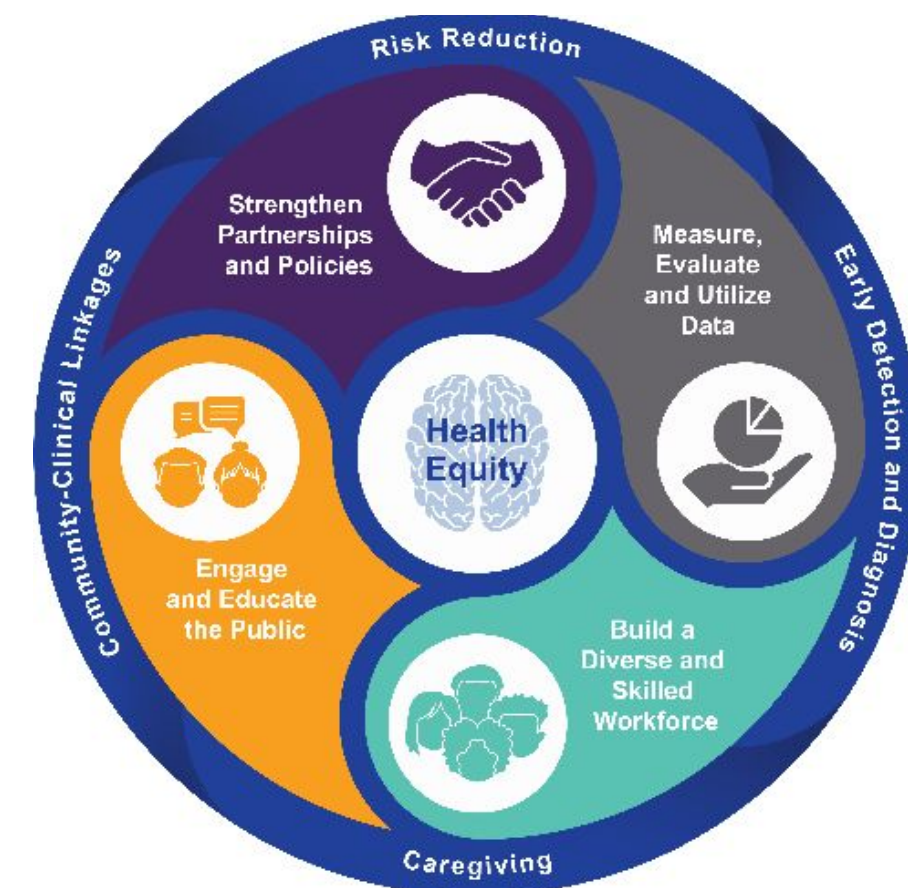 Risk Reduction
Strengthen
Partnerships
and Policies
Measure,
Evaluate
and Utilize
Data
Early Detection and Diagnosis
Community-Clinical Linkages
Health
Equity
Engage
and Educate
the Public
Build a
Diverse and
Skilled
Workforce
Caregiving